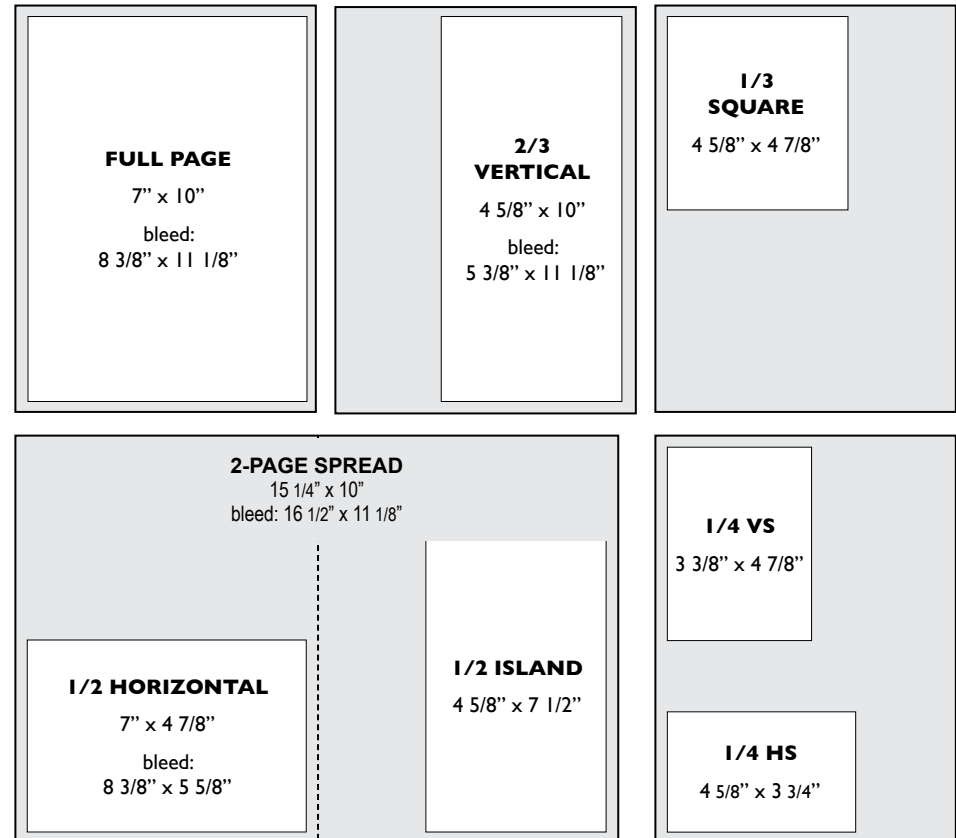 FULL PAGE
7” x 10”
bleed:
8 3/8” x 11 1/8”
2/3
VERTICAL
4 5/8” x 10”
bleed:
5 3/8” x 11 1/8”
1/3
SQUARE
4 5/8” x 4 7/8”
2-PAGE SPREAD
15 1/4” x 10”
bleed: 16 1/2” x 11 1/8”
1/2 HORIZONTAL
7” x 4 7/8”
bleed:
8 3/8” x 5 5/8”
1/2 ISLAND
4 5/8” x 7 1/2”
1/4 VS
3 3/8” x 4 7/8”
1/4 HS
4 5/8” x 3 3/4”